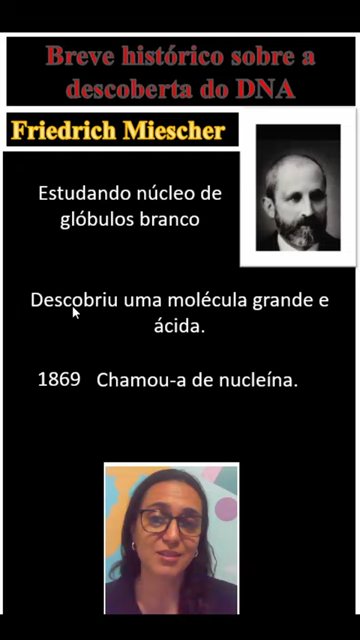 Breve histórico sobre a
descoberta do DNA
Friedrich Miescher
Estudando núcleo de
glóbulos branco
Descobriu uma molécula grande e
ácida.
1869 Chamou-a de nucleína.